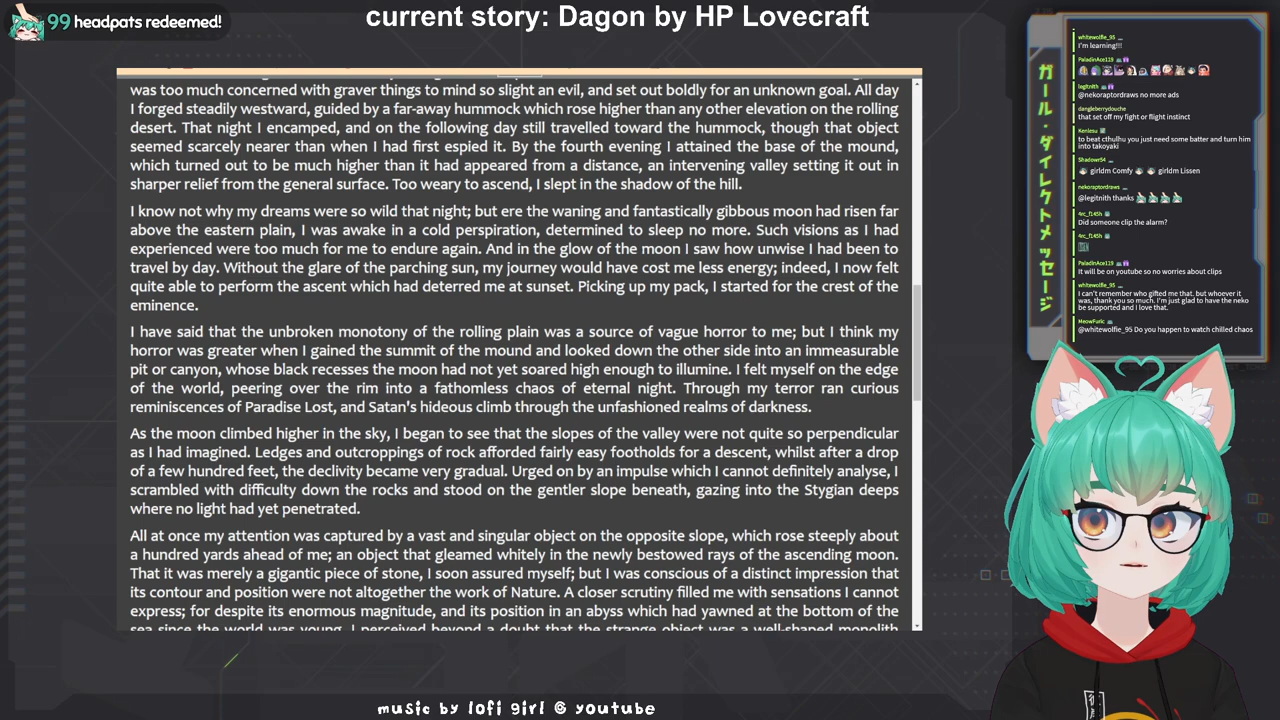 99 headpats redeemed!
current story: Dagon by HP Lovecraft
was too much concerned with graver things to mind so slight an evil, and set out boldly for an unknown goal. All day
I forged steadily westward, guided by a far-away hummock which rose higher than any other elevation on the rolling
desert. That night I encamped, and on the following day still travelled toward the hummock, though that object
seemed scarcely nearer than when I had first espied it. By the fourth evening I attained the base of the mound,
which turned out to be much higher than it had appeared from a distance, an intervening valley setting it out in
sharper relief from the general surface. Too weary to ascend, I slept in the shadow of the hill.
I know not why my dreams were so wild that night; but ere the waning and fantastically gibbous moon had risen far
above the eastern plain, I was awake in a cold perspiration, determined to sleep no more. Such visions as I had
experienced were too much for me to endure again. And in the glow of the moon I saw how unwise I had been to
travel by day. Without the glare of the parching sun, my journey would have cost me less energy; indeed, I now felt
quite able to perform the ascent which had deterred me at sunset. Picking up my pack, I started for the crest of the
eminence.
I have said that the unbroken monotony of the rolling plain was a source of vague horror to me; but I think my
horror was greater when I gained the summit of the mound and looked down the other side into an immeasurable
pit or canyon, whose black recesses the moon had not yet soared high enough to illumine. I felt myself on the edge
of the world, peering over the rim into a fathomless chaos of eternal night. Through my terror ran curious
reminiscences of Paradise Lost, and Satan's hideous climb through the unfashioned realms of darkness.
As the moon climbed higher in the sky, I began to see that the slopes of the valley were not quite so perpendicular
as I had imagined. Ledges and outcroppings of rock afforded fairly easy footholds for a descent, whilst after a drop
of a few hundred feet, the declivity became very gradual. Urged on by an impulse which I cannot definitely analyse, I
scrambled with difficulty down the rocks and stood on the gentler slope beneath, gazing into the Stygian deeps
where no light had yet penetrated.
All at once my attention was captured by a vast and singular object on the opposite slope, which rose steeply about
a hundred yards ahead of me; an object that gleamed whitely in the newly bestowed rays of the ascending moon.
That it was merely a gigantic piece of stone, I soon assured myself; but I was conscious of a distinct impression that
its contour and position were not altogether the work of Nature. A closer scrutiny filled me with sensations I cannot
express; for despite its enormous magnitude, and its position in an abyss which had yawned at the bottom of the
sea since the world was young, I perceived beyond a doubt that the strange object was a well-shaped monolith
music by lofi girl @ youtube
ガール・ダイレクトメッセージ
whitewolfie_95
I'm learning!!!
PaladinAce119
legitnith
@nekoraptordraws no more ads
dangleberrydouche
that set off my fight or flight instinct
Keniesu
to beat cthulhu you just need some batter and turn him
into takoyaki
Shadowr54
girldm Comfy girldm Lissen
nekoraptordraws
@legitnith thanks
4rc_f145h
Did someone clip the alarm?
4rc_f145h
PaladinAce119
It will be on youtube so no worries about clips
whitewolfie_95
I can't remember who gifted me that. but whoever it
was, thank you so much. I'm just glad to have the neko
be supported and I love that.
MeowFuric
@whitewolfie_95 Do you happen to watch chilled chaos